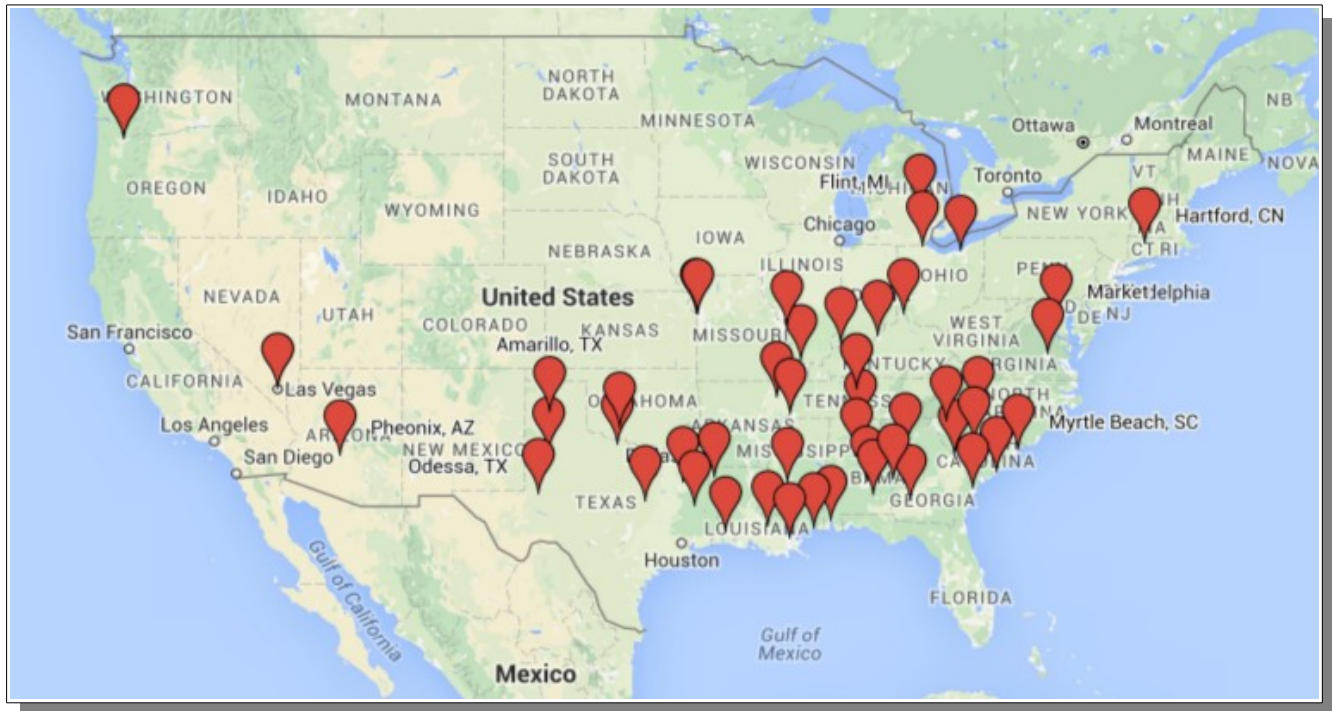 WASHINGTON
MONTANA
NORTH
DAKOTA
MINNESOTA
Ottawa
Montreal
NB
MAINE
NOVA
VT
SOUTH
DAKOTA
WISCONSIN
Toronto
Flint, MI
OREGON
IDAHO
WYOMING
NEW YORK
Hartford, CN
Chicago
IOWA
NEBRASKA
ILLINOIS
CT RI
OHIO
NEVADA
United States
UTAH
COLORADO
KANSAS
MISSOURI
WEST
VIRGINIA
DE
NJ
San Francisco
Amarillo, TX
KENTUCKY
VIRGINIA
CALIFORNIA
Las Vegas
OKLAHOMA
NORTH
Los Angeles
ARIZONA
Pheonix, AZ
ARKANSAS
Myrtle Beach, SC
San Diego
NEW MEXICO
Odessa, TX
MISSISSIPPI
CAROLINA
TEXAS
GEORGIA
LOUISIANA
Houston
FLORIDA
Gulf of California
Gulf of
Mexico
Mexico